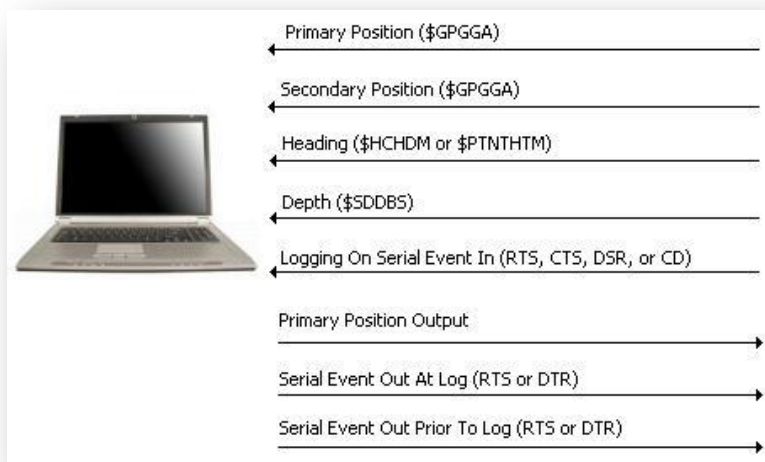 Primary Position ($GPGGA)
Secondary Position ($GPGGA)
Heading ($HCHDM or $PTNTHTM)
Depth ($SDDBS)
Logging On Serial Event In (RTS, CTS, DSR, or CD)
Primary Position Output
Serial Event Out At Log (RTS or DTR)
Serial Event Out Prior To Log (RTS or DTR)